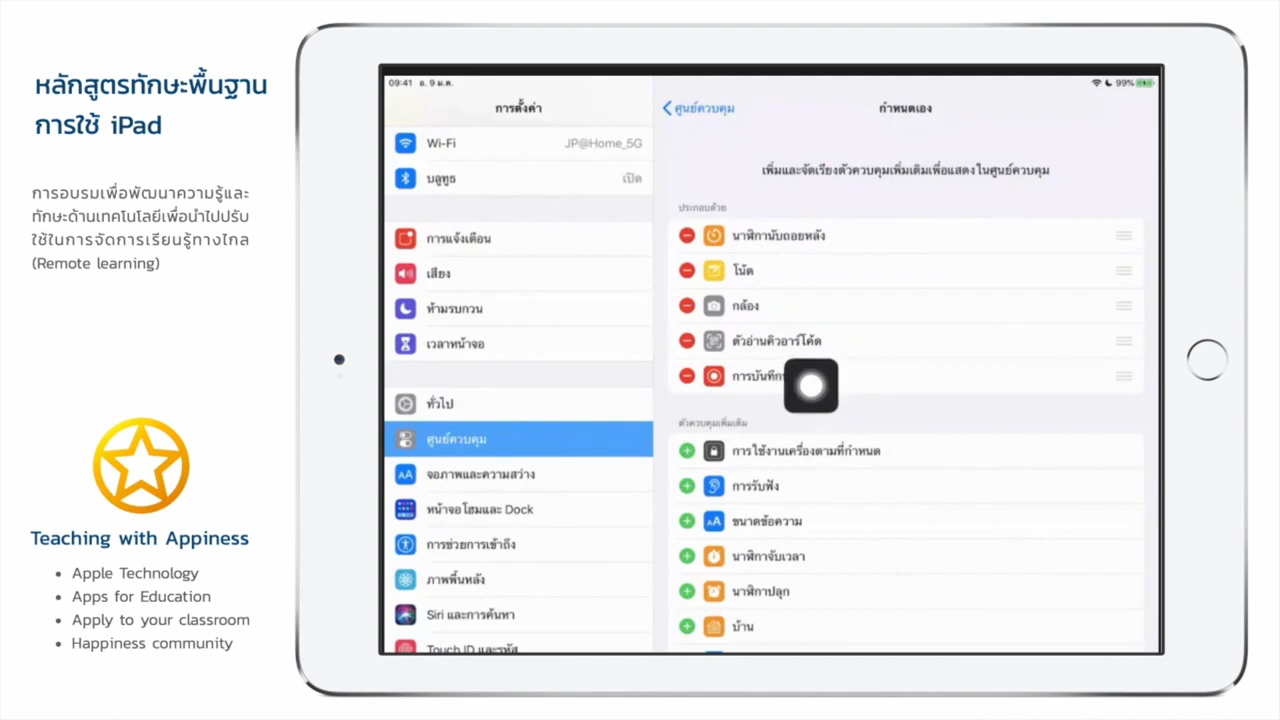 หลักสูตรทักษะพื้นฐาน
การใช้ iPad
การอบรมเพื่อพัฒนาความรู้และ
ทักษะด้านเทคโนโลยีเพื่อนำไปปรับ
ใช้ในการจัดการเรียนรู้ทางไกล
(Remote learning)
Teaching with Appiness
• Apple Technology
• Apps for Education
• Apply to your classroom
• Happiness community
09:41 อ. 9 ม.ค.
99%
การตั้งค่า
Wi-Fi JP@Home_5G
บลูทูธ เปิด
การแจ้งเตือน
เสียง
ห้ามรบกวน
เวลาหน้าจอ
ทั่วไป
ศูนย์ควบคุม
จอภาพและความสว่าง
หน้าจอโฮมและ Dock
การช่วยการเข้าถึง
ภาพพื้นหลัง
Siri และการค้นหา
Touch ID และรหัส
ศูนย์ควบคุม
กำหนดเอง
เพิ่มและจัดเรียงตัวควบคุมเพิ่มเติมเพื่อแสดงในศูนย์ควบคุม
ประกอบด้วย
นาฬิกานับถอยหลัง
โน้ต
กล้อง
ตัวอ่านคิวอาร์โค้ด
การบันทึก
ตัวควบคุมเพิ่มเติม
การใช้งานเครื่องตามที่กำหนด
การรับฟัง
ขนาดข้อความ
นาฬิกาจับเวลา
นาฬิกาปลุก
บ้าน